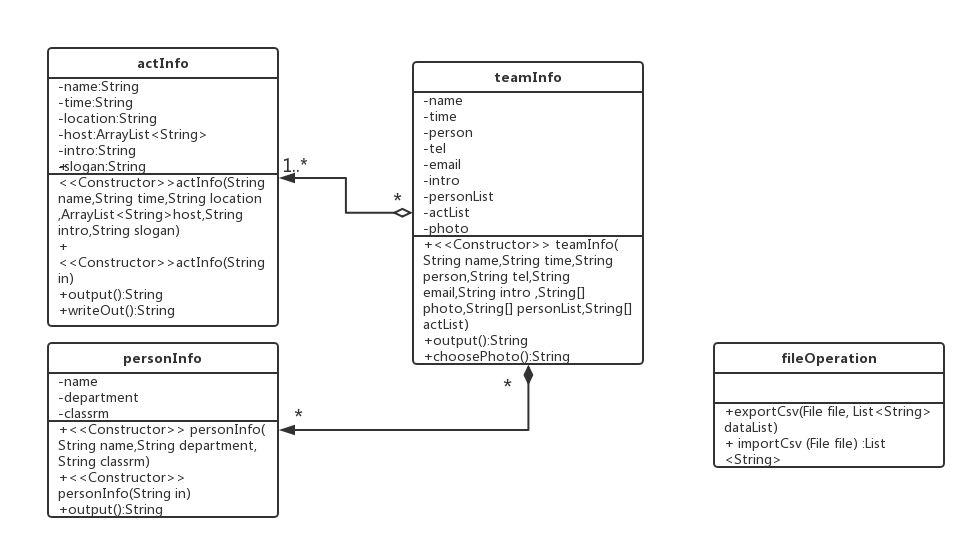 actInfo
-name:String
-time:String
-location:String
-host:ArrayList<String>
-intro:String
-slogan:String
+
<<Constructor>>actInfo(String
name,String time,String location
,ArrayList<String>host,String
intro,String slogan)
+
<<Constructor>>actInfo(String
in)
+output():String
+writeOut():String
1..*
*
teamInfo
-name
-time
-person
-tel
-email
-intro
-personList
-actList
-photo
+<<Constructor>> teamInfo(
String name,String time,String
person,String tel,String
email,String intro ,String[]
photo,String[] personList,String[]
actList)
+output():String
+choosePhoto():String
*
*
personInfo
-name
-department
-classrm
+<<Constructor>> personInfo(
String name,String department,
String classrm)
+<<Constructor>>
personInfo(String in)
+output():String
fileOperation
+exportCsv(File file, List<String>
dataList)
+ importCsv (File file) :List
<String>